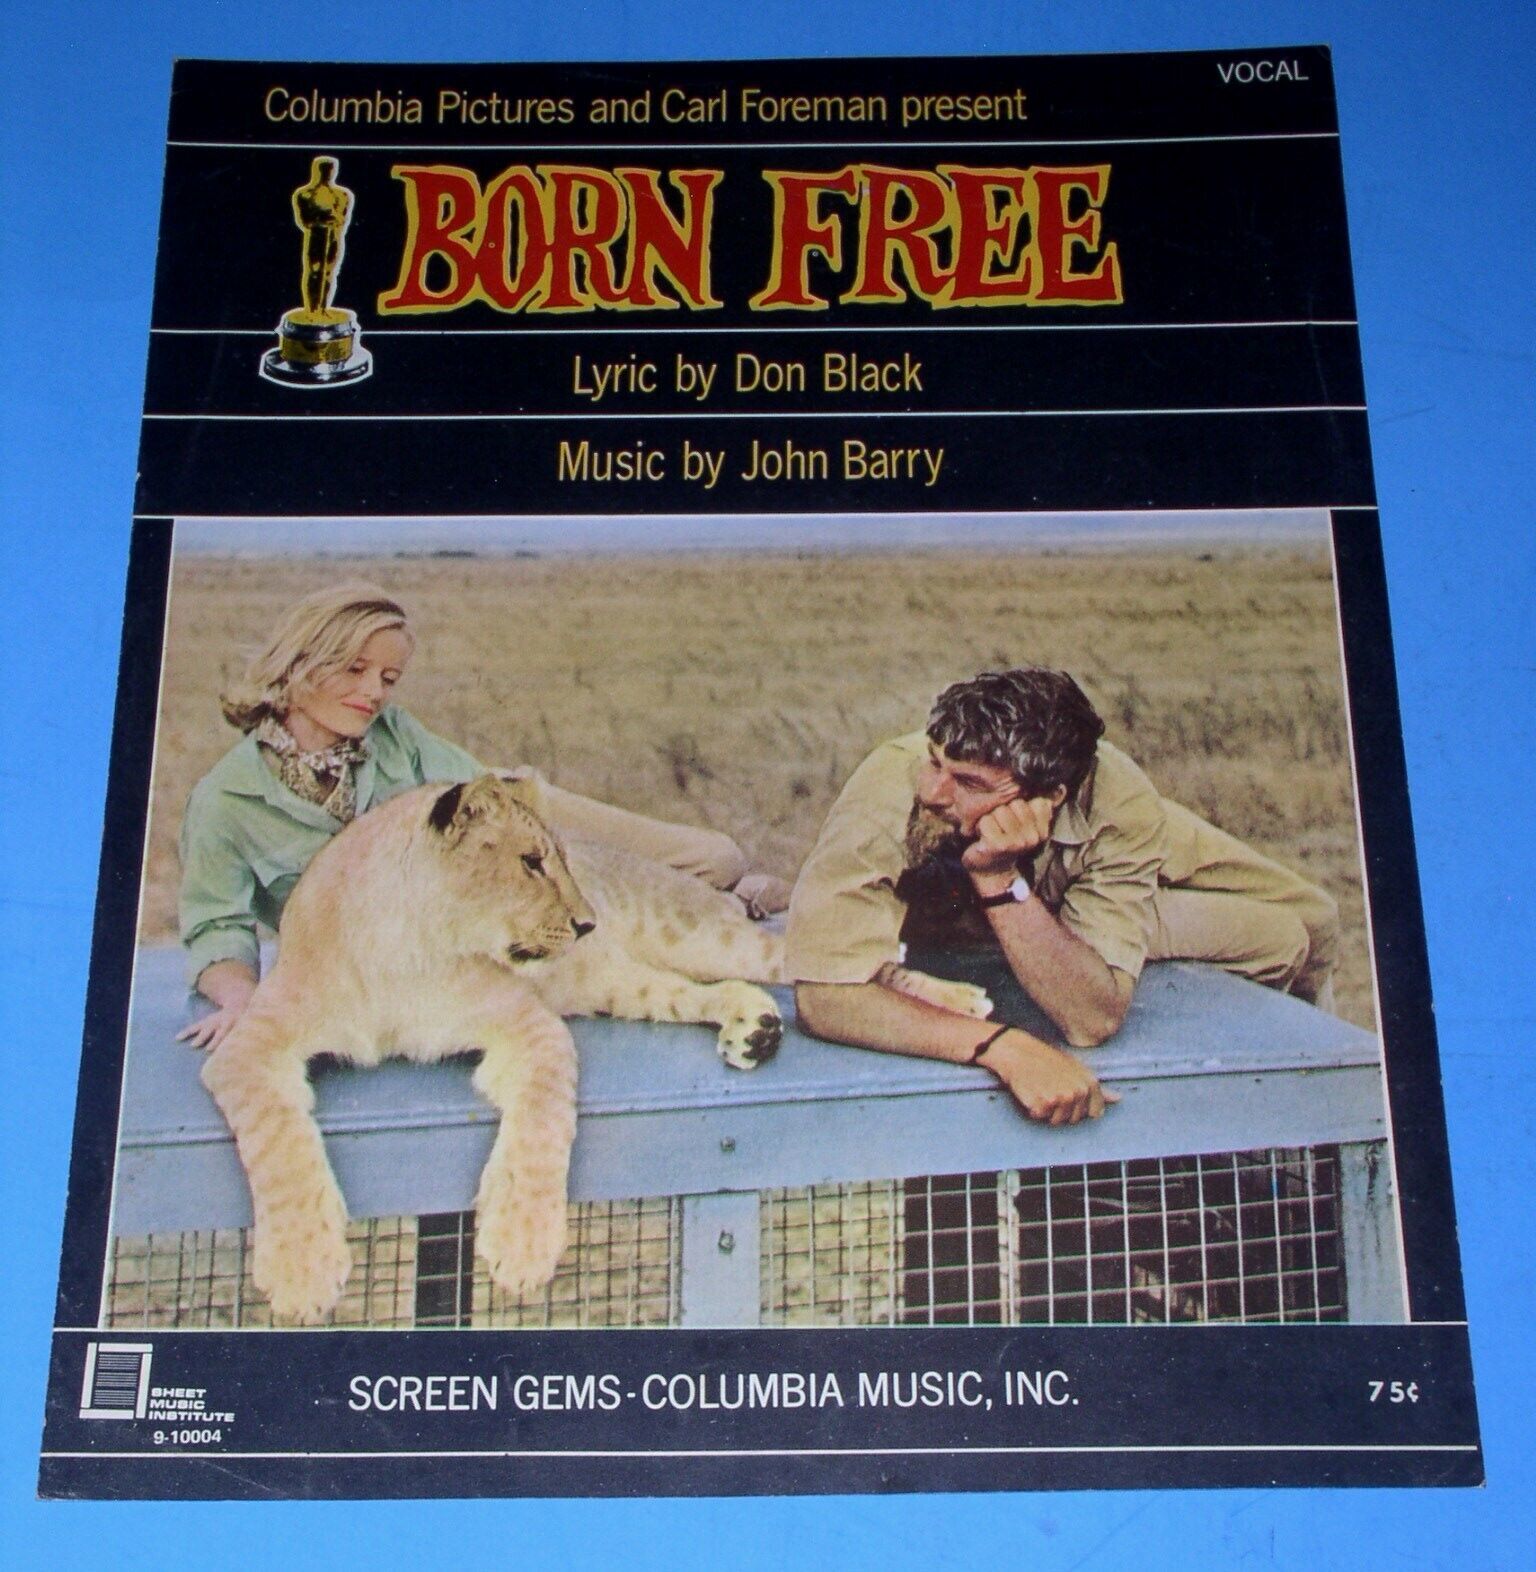 VOCAL
Columbia Pictures and Carl Foreman present
BORN FREE
Lyric by Don Black
Music by John Barry
SHEET
MUSIC
INSTITUTE
9-10004
SCREEN GEMS-COLUMBIA MUSIC, INC.
75¢